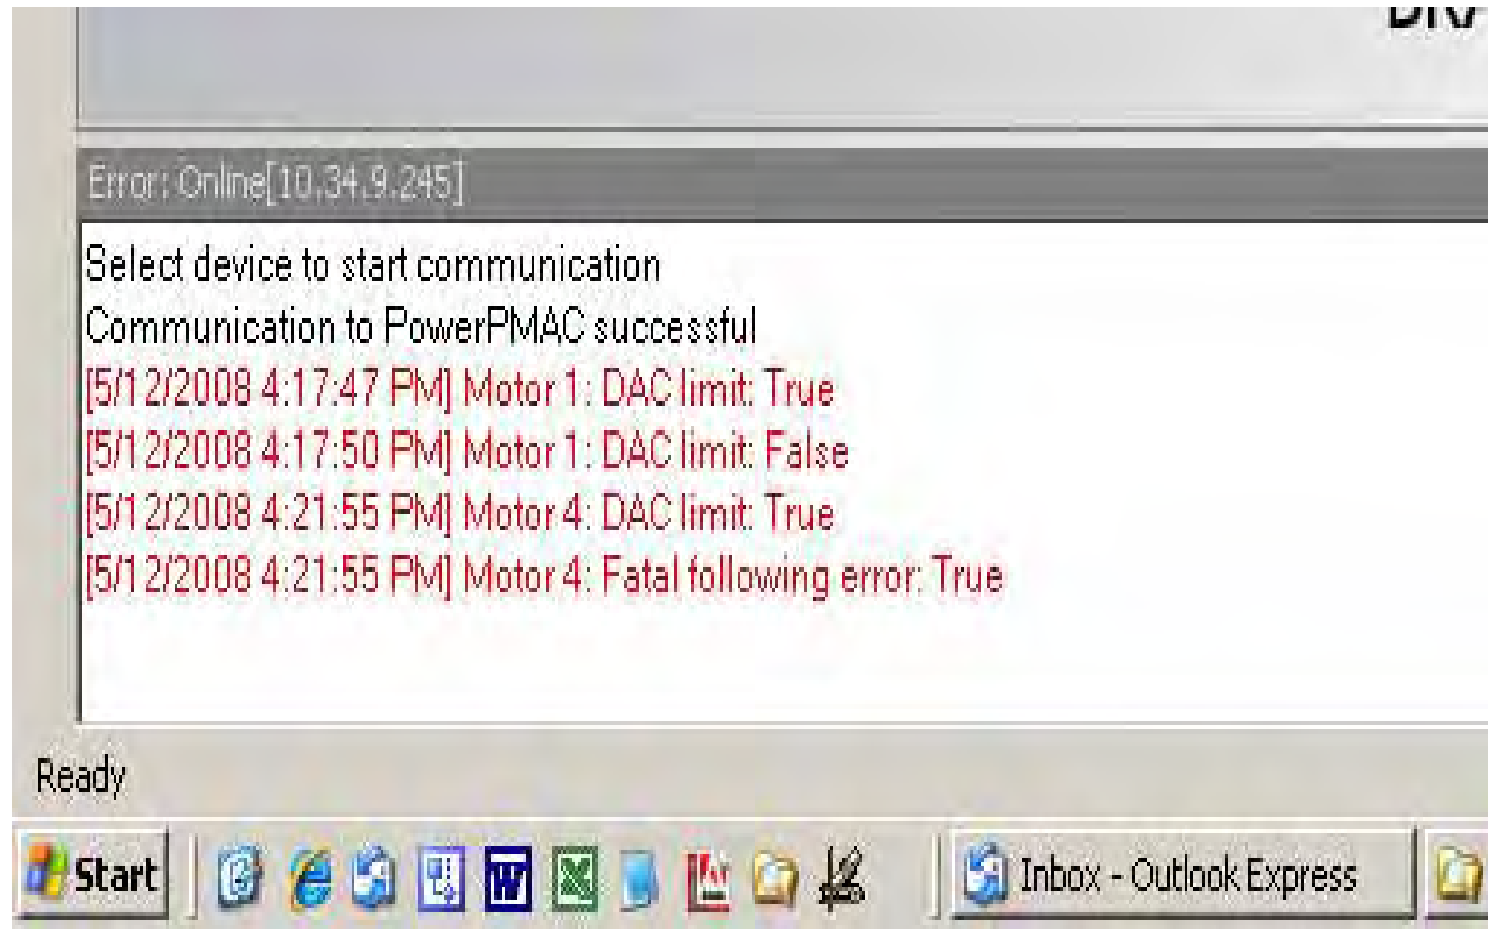 Error: Online[10.34.9.245]
Select device to start communication
Communication to PowerPMAC successful
[5/12/2008 4:17:47 PM] Motor 1: DAC limit: True
[5/12/2008 4:17:50 PM] Motor 1: DAC limit: False
[5/12/2008 4:21:55 PM] Motor 4: DAC limit: True
[5/12/2008 4:21:55 PM] Motor 4: Fatal following error: True
Ready
Start
Inbox - Outlook Express